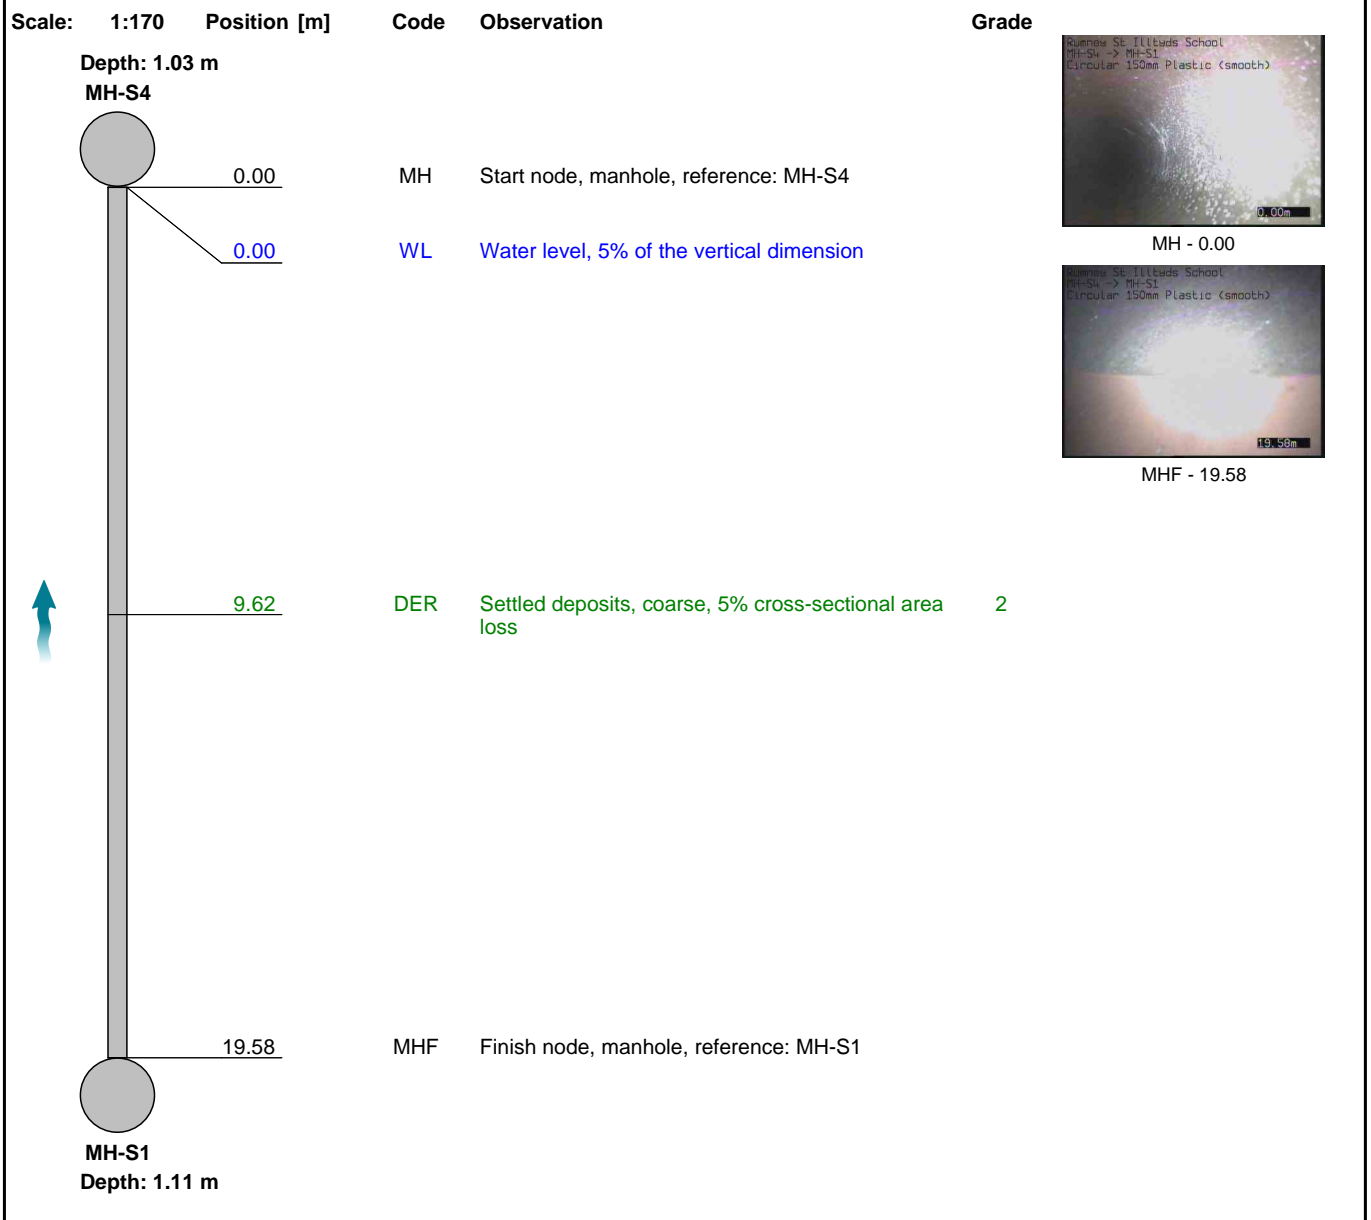 Scale: 1:170 Position [m] Code Observation Grade
Depth: 1.03 m
MH-S4
0.00 MH Start node, manhole, reference: MH-S4
0.00 WL Water level, 5% of the vertical dimension
9.62 DER Settled deposits, coarse, 5% cross-sectional area 2
loss
19.58 MHF Finish node, manhole, reference: MH-S1
MH-S1
Depth: 1.11 m
Rumney St Illtyds School
MH-S4 -> MH-S1
Circular 150mm Plastic (smooth)
0.00m
MH - 0.00
Rumney St Illtyds School
MH-S4 -> MH-S1
Circular 150mm Plastic (smooth)
19.58m
MHF - 19.58